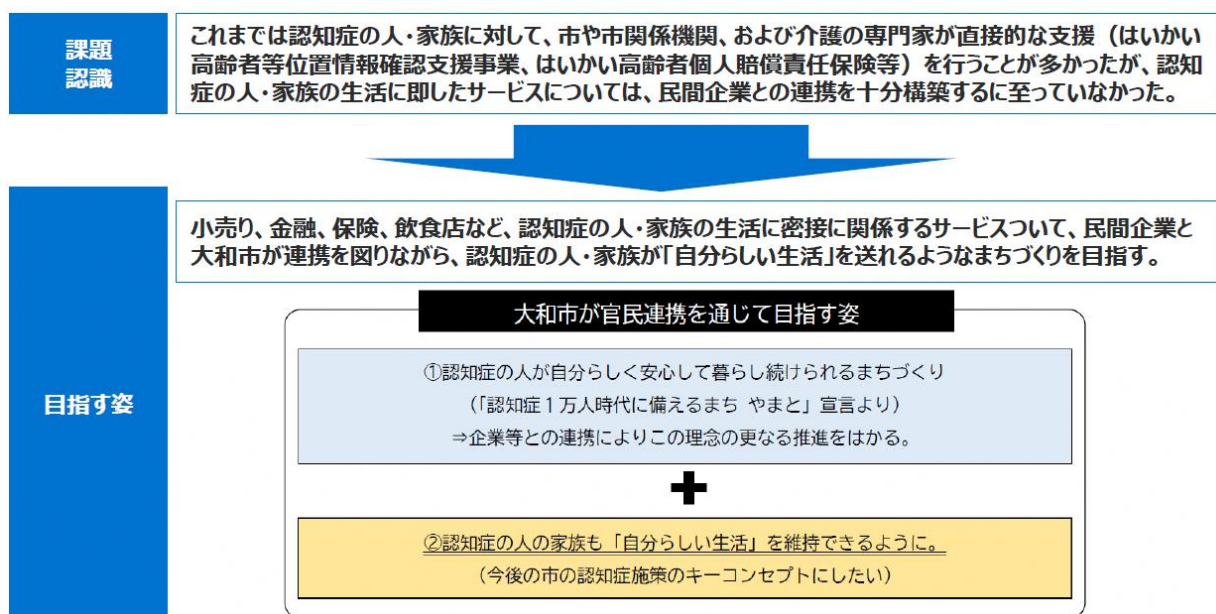 課題
認識
これまでは認知症の人・家族に対して、市や市関係機関、および介護の専門家が直接的な支援（はいかい
高齢者等位置情報確認支援事業、はいかい高齢者個人賠償責任保険等）を行うことが多かったが、認知
症の人・家族の生活に即したサービスについては、民間企業との連携を十分構築するに至っていなかった。
目指す姿
小売り、金融、保険、飲食店など、認知症の人・家族の生活に密接に関係するサービスついて、民間企業と
大和市が連携を図りながら、認知症の人・家族が「自分らしい生活」を送れるようなまちづくりを目指す。
大和市が官民連携を通じて目指す姿
①認知症の人が自分らしく安心して暮らし続けられるまちづくり
（「認知症１万人時代に備えるまち やまと」宣言より）
⇒企業等との連携によりこの理念の更なる推進をはかる。
＋
②認知症の人の家族も「自分らしい生活」を維持できるように。
（今後の市の認知症施策のキーコンセプトにしたい）